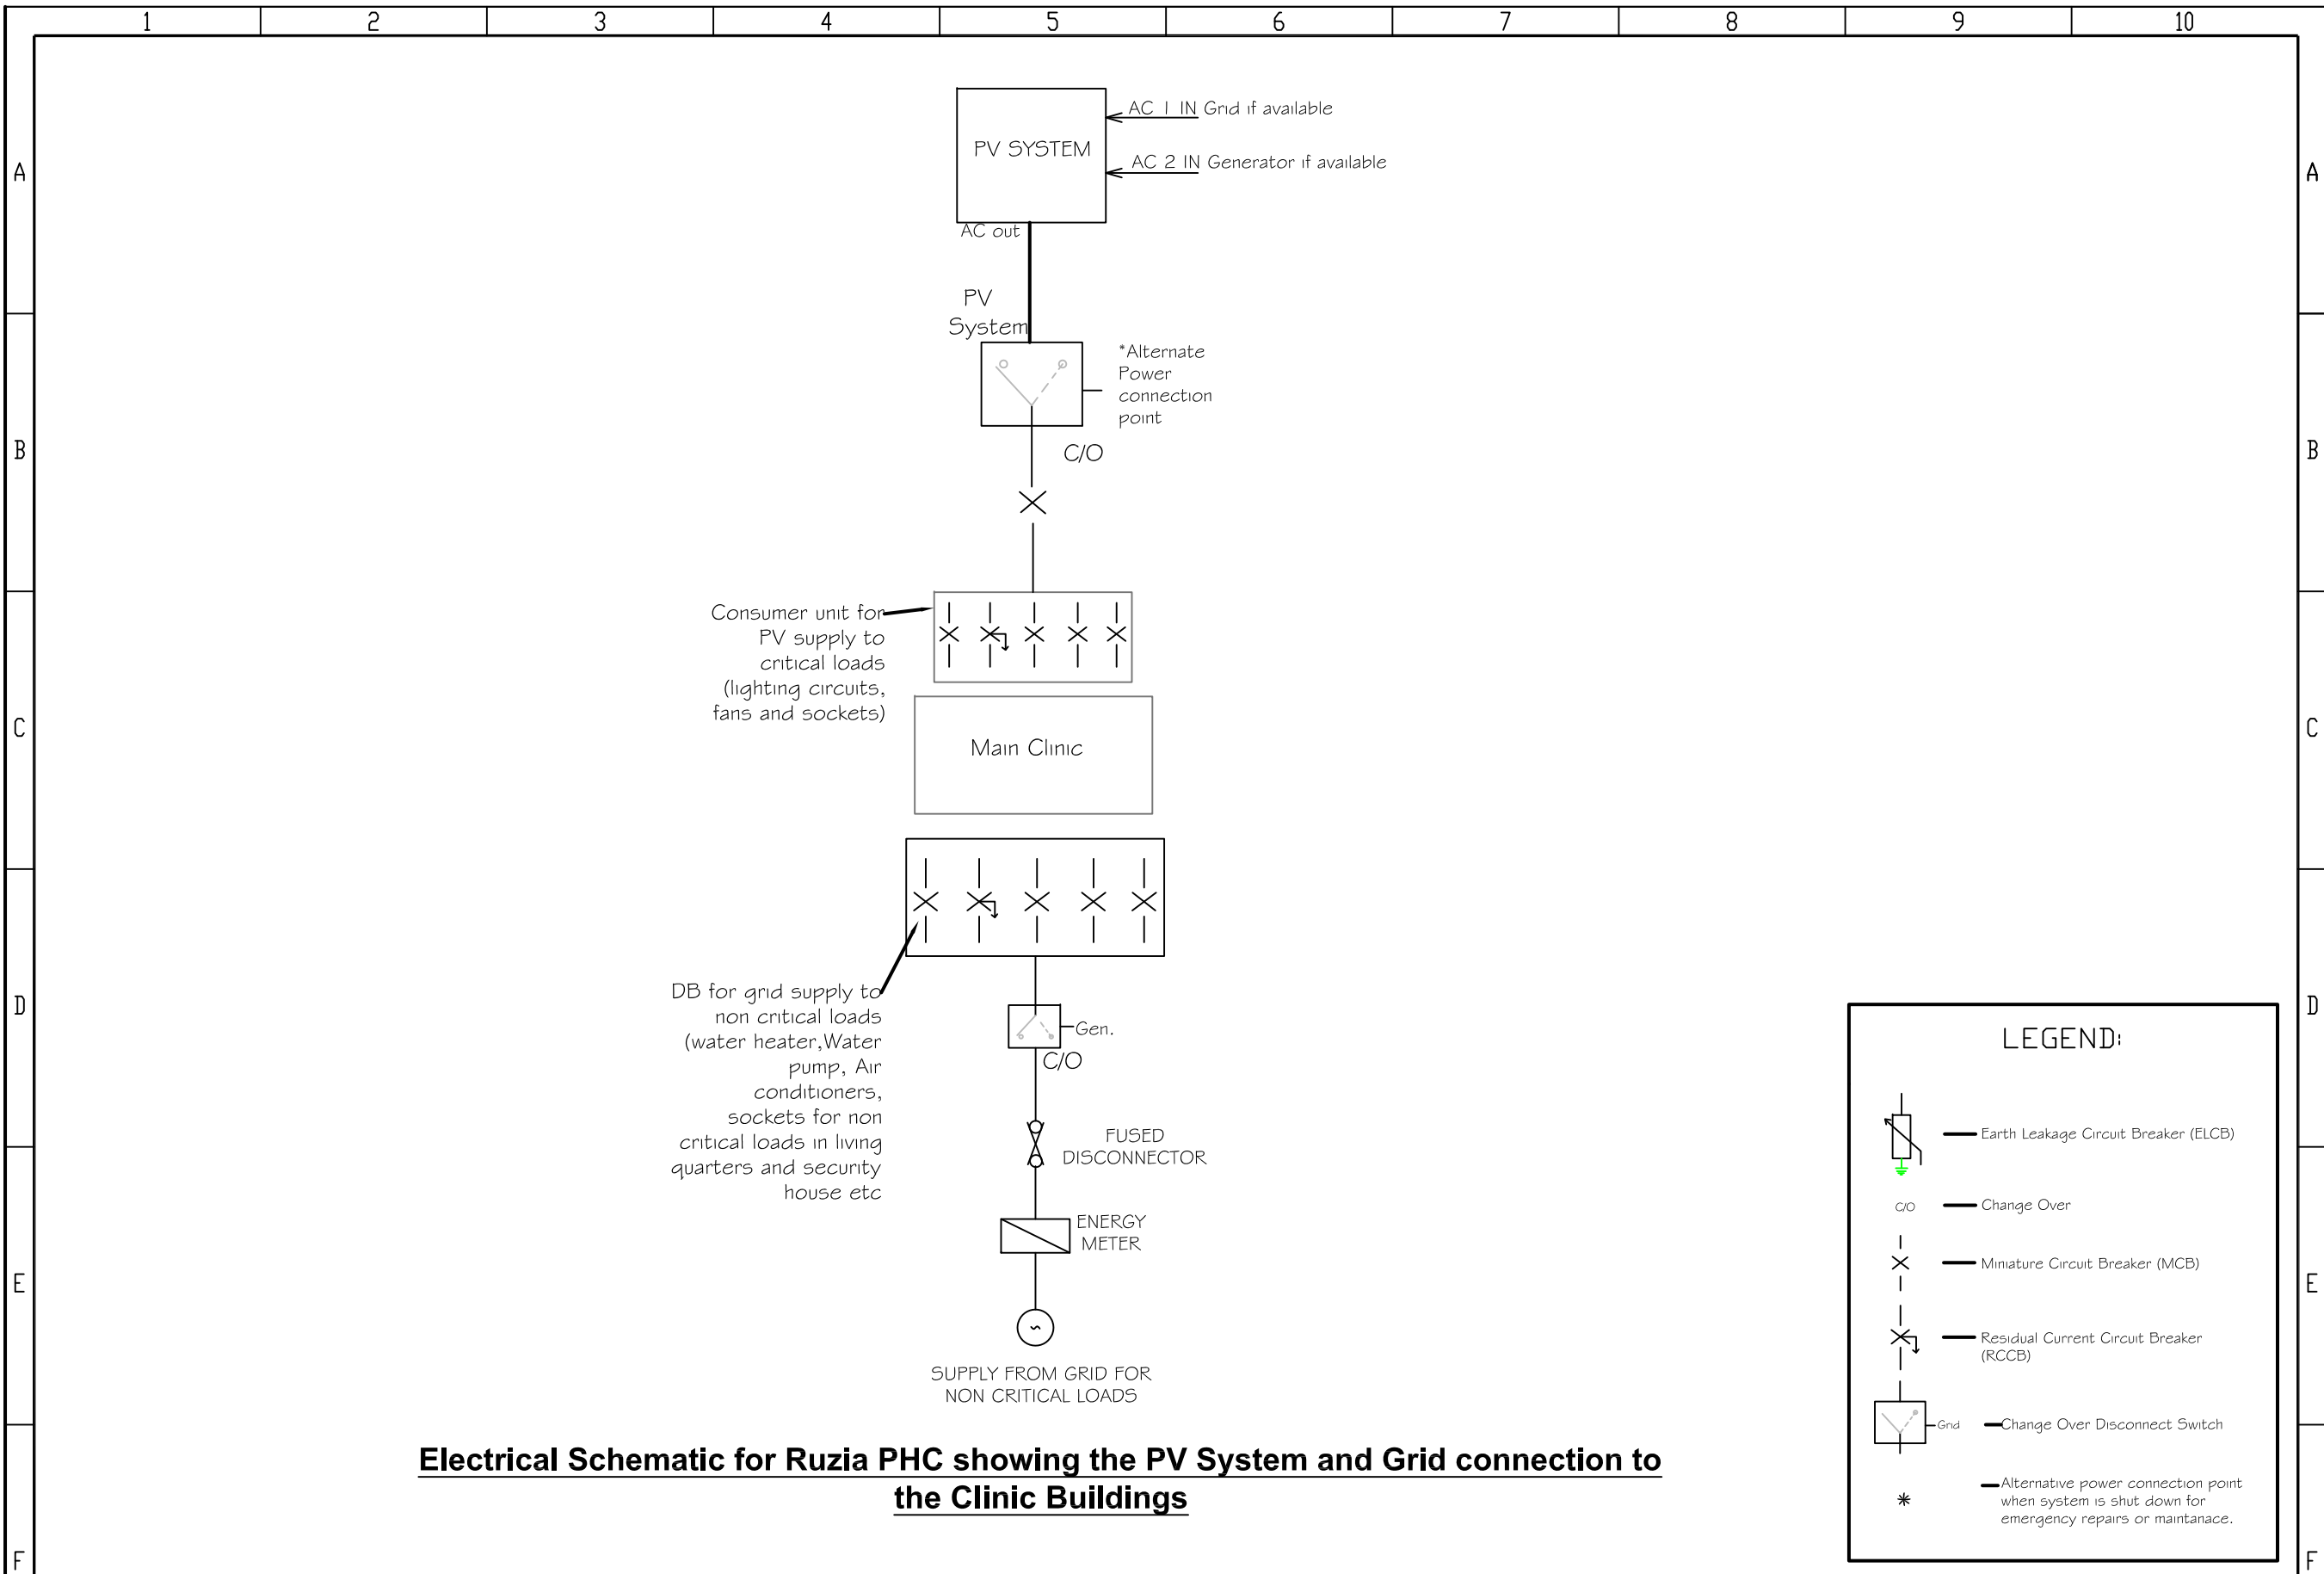 1 2 3 4 5 6 7 8 9 10
A A
B B
C C
D D
E E
F F
PV SYSTEM
AC 1 IN Grid if available
AC 2 IN Generator if available
AC out
PV
System
*Alternate
Power
connection
point
C/O
Consumer unit for
PV supply to
critical loads
(lighting circuits,
fans and sockets)
Main Clinic
DB for grid supply to
non critical loads
(water heater,Water
pump, Air
conditioners,
sockets for non
critical loads in living
quarters and security
house etc
Gen.
C/O
FUSED
DISCONNECTOR
ENERGY
METER
SUPPLY FROM GRID FOR
NON CRITICAL LOADS
Electrical Schematic for Ruzia PHC showing the PV System and Grid connection to
the Clinic Buildings
LEGEND:
Earth Leakage Circuit Breaker (ELCB)
C/O Change Over
Miniature Circuit Breaker (MCB)
Residual Current Circuit Breaker
(RCCB)
Grid Change Over Disconnect Switch
* Alternative power connection point
when system is shut down for
emergency repairs or maintanace.